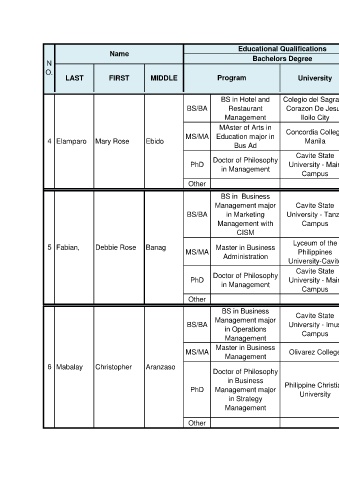 Educational Qualifications
Name
Bachelors Degree
N
O.
LAST FIRST MIDDLE Program University
BS/BA
BS in Hotel and
Restaurant
Management
Colegio del Sagra
Corazon De Jesu
Iloilo City
4 Elamparo Mary Rose Ebido
MS/MA
MAster of Arts in
Education major in
Bus Ad
Concordia Colleg
Manila
PhD
Doctor of Philosophy
in Management
Cavite State
University - Mai
Campus
Other
BS/BA
BS in Business
Management major
in Marketing
Management with
CISM
Cavite State
University - Tanz
Campus
5 Fabian, Debbie Rose Banag
MS/MA
Master in Business
Administration
Lyceum of the
Philippines
University-Cavit
PhD
Doctor of Philosophy
in Management
Cavite State
University - Mai
Campus
Other
BS/BA
BS in Business
Management major
in Operations
Management
Cavite State
University - Imus
Campus
6 Mabalay Christopher Aranzaso
MS/MA
Master in Business
Management
Olivarez College
PhD
Doctor of Philosophy
in Business
Management major
in Strategy
Management
Philippine Christia
University
Other